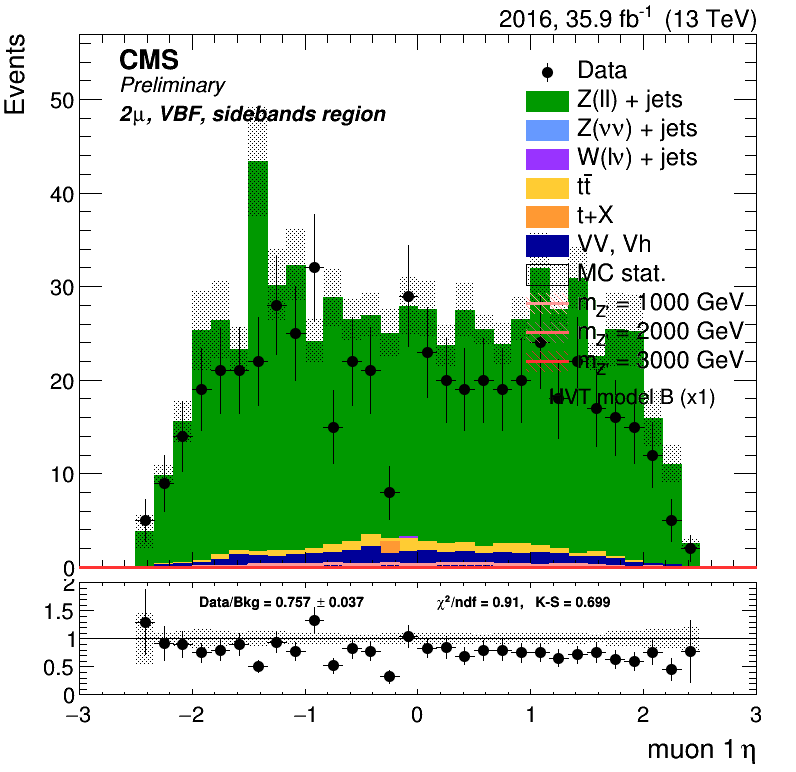 2016, 35.9 fb⁻¹ (13 TeV)
Events
CMS
Preliminary
2μ, VBF, sidebands region
Data
Z(ll) + jets
Z(νν) + jets
W(lν) + jets
tt̄
t+X
VV, Vh
MC stat.
m_Z' = 1000 GeV
m_Z' = 2000 GeV
m_Z' = 3000 GeV
HVT model B (x1)
50
40
30
20
10
0
Data/Bkg = 0.757 ± 0.037
χ²/ndf = 0.91, K-S = 0.699
2
1.5
1
0.5
0
−3 −2 −1 0 1 2 3
muon 1 η